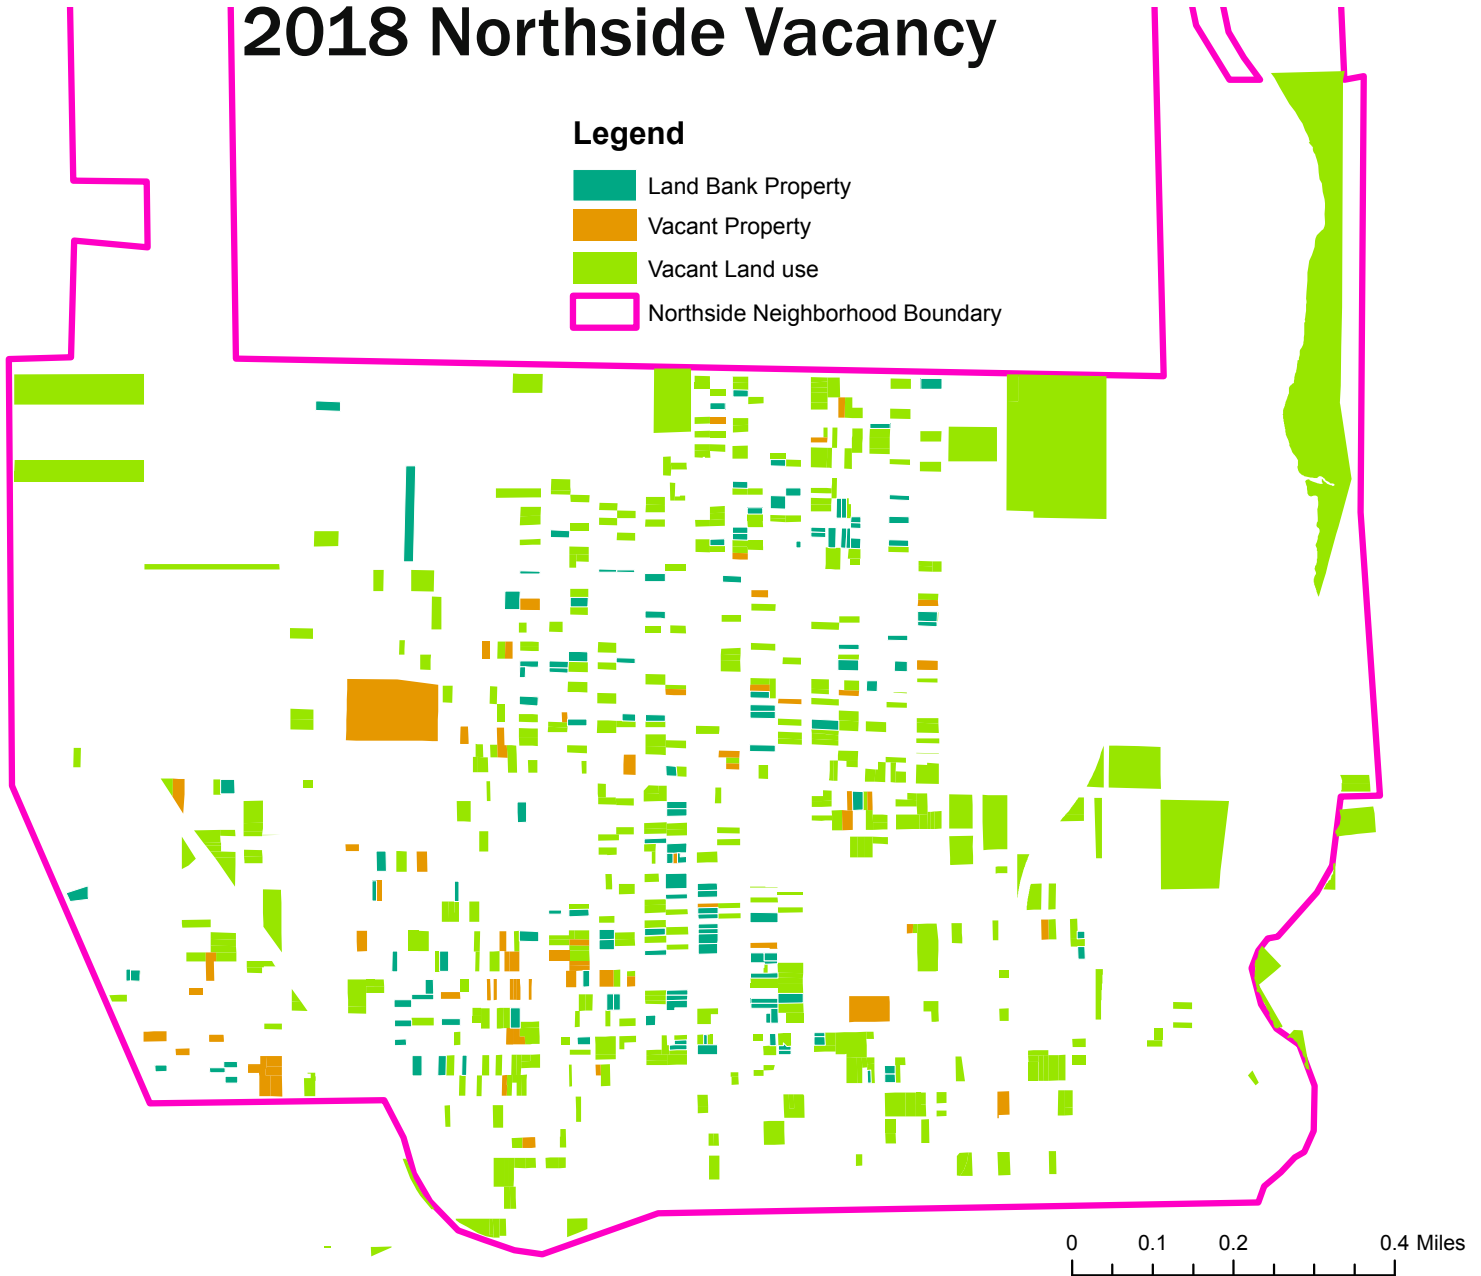 2018 Northside Vacancy
Legend
Land Bank Property
Vacant Property
Vacant Land use
Northside Neighborhood Boundary
0 0.1 0.2 0.4 Miles